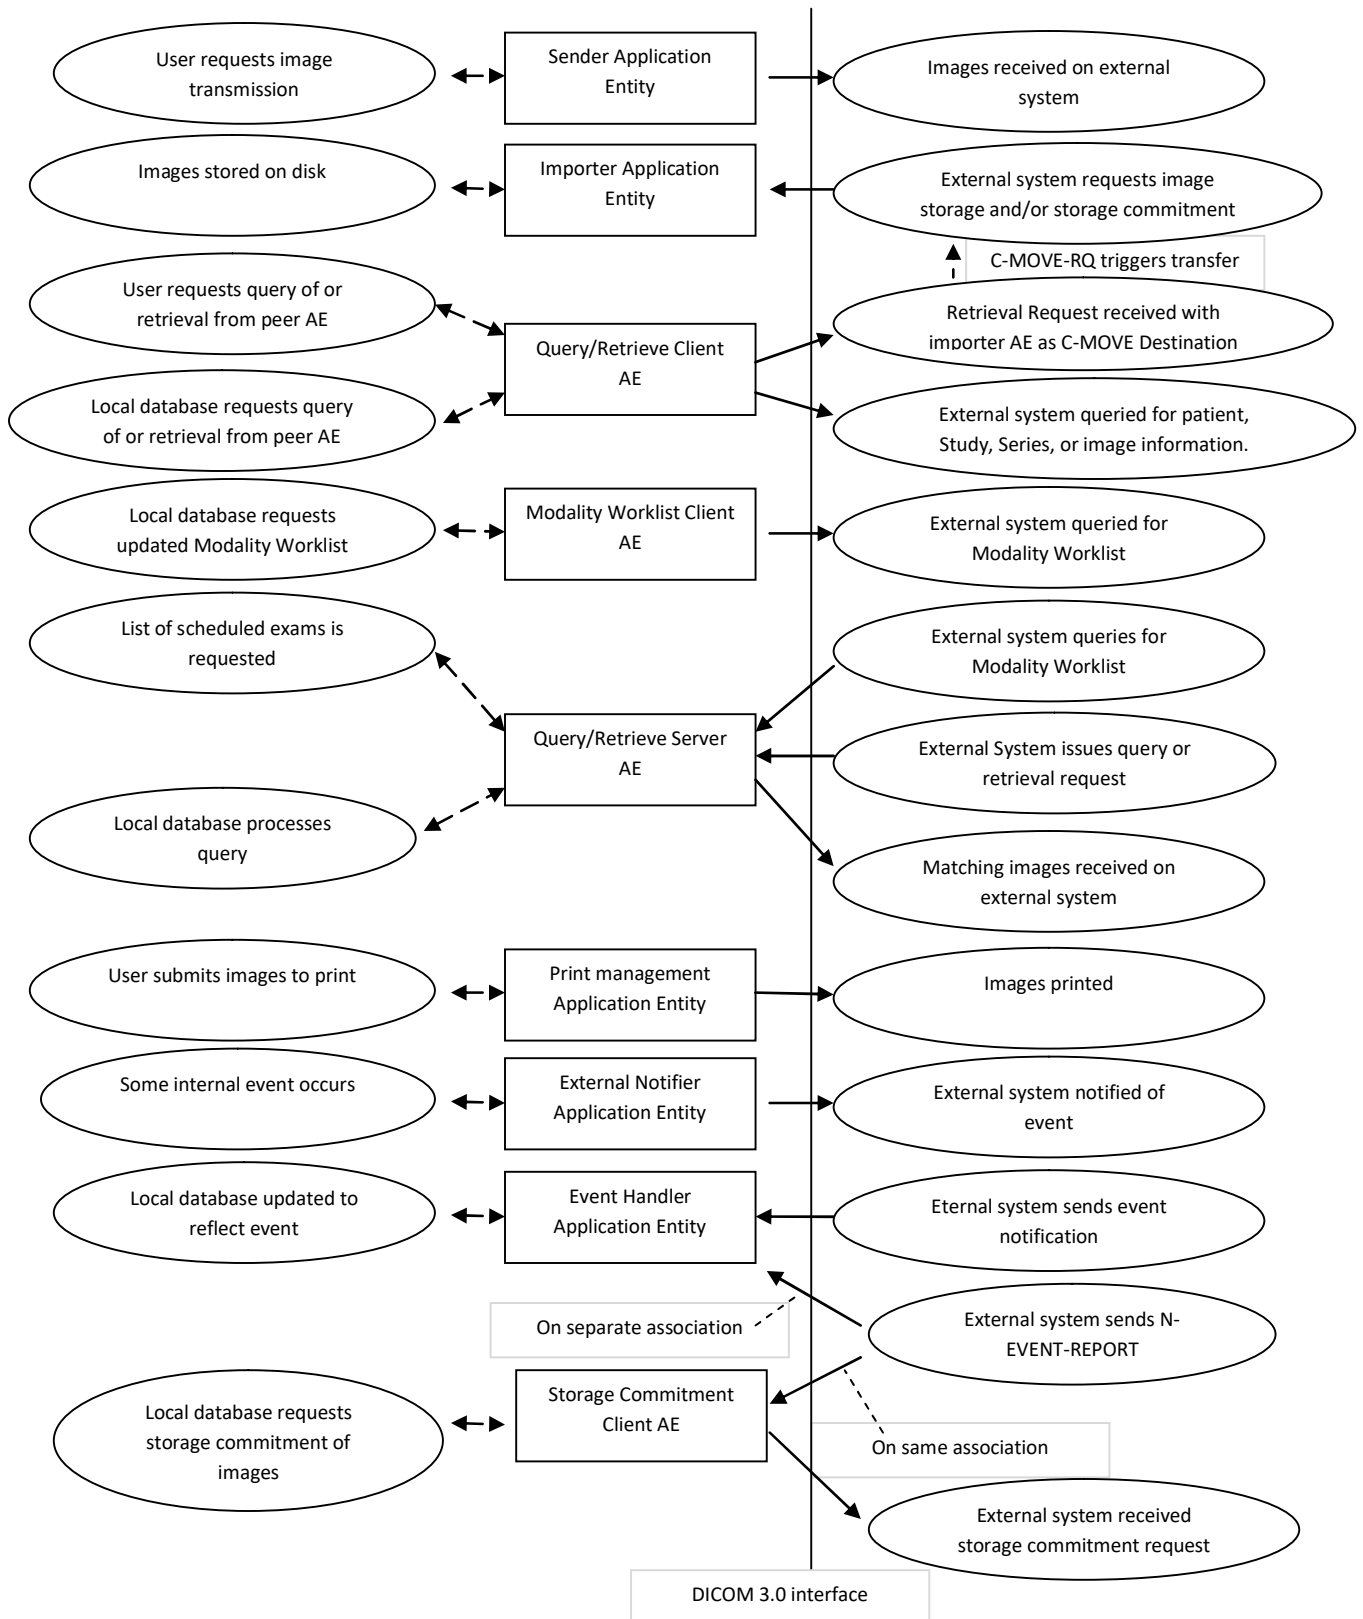 User requests image
transmission
Sender Application
Entity
Images received on external
system
Images stored on disk
Importer Application
Entity
External system requests image
storage and/or storage commitment
C-MOVE-RQ triggers transfer
User requests query of or
retrieval from peer AE
Query/Retrieve Client
AE
Retrieval Request received with
importer AE as C-MOVE Destination
Local database requests query
of or retrieval from peer AE
External system queried for patient,
Study, Series, or image information.
Local database requests
updated Modality Worklist
Modality Worklist Client
AE
External system queried for
Modality Worklist
List of scheduled exams is
requested
External system queries for
Modality Worklist
Query/Retrieve Server
AE
External System issues query or
retrieval request
Local database processes
query
Matching images received on
external system
User submits images to print
Print management
Application Entity
Images printed
Some internal event occurs
External Notifier
Application Entity
External system notified of
event
Local database updated to
reflect event
Event Handler
Application Entity
Eternal system sends event
notification
On separate association
External system sends N-
EVENT-REPORT
Local database requests
storage commitment of
images
Storage Commitment
Client AE
On same association
External system received
storage commitment request
DICOM 3.0 interface